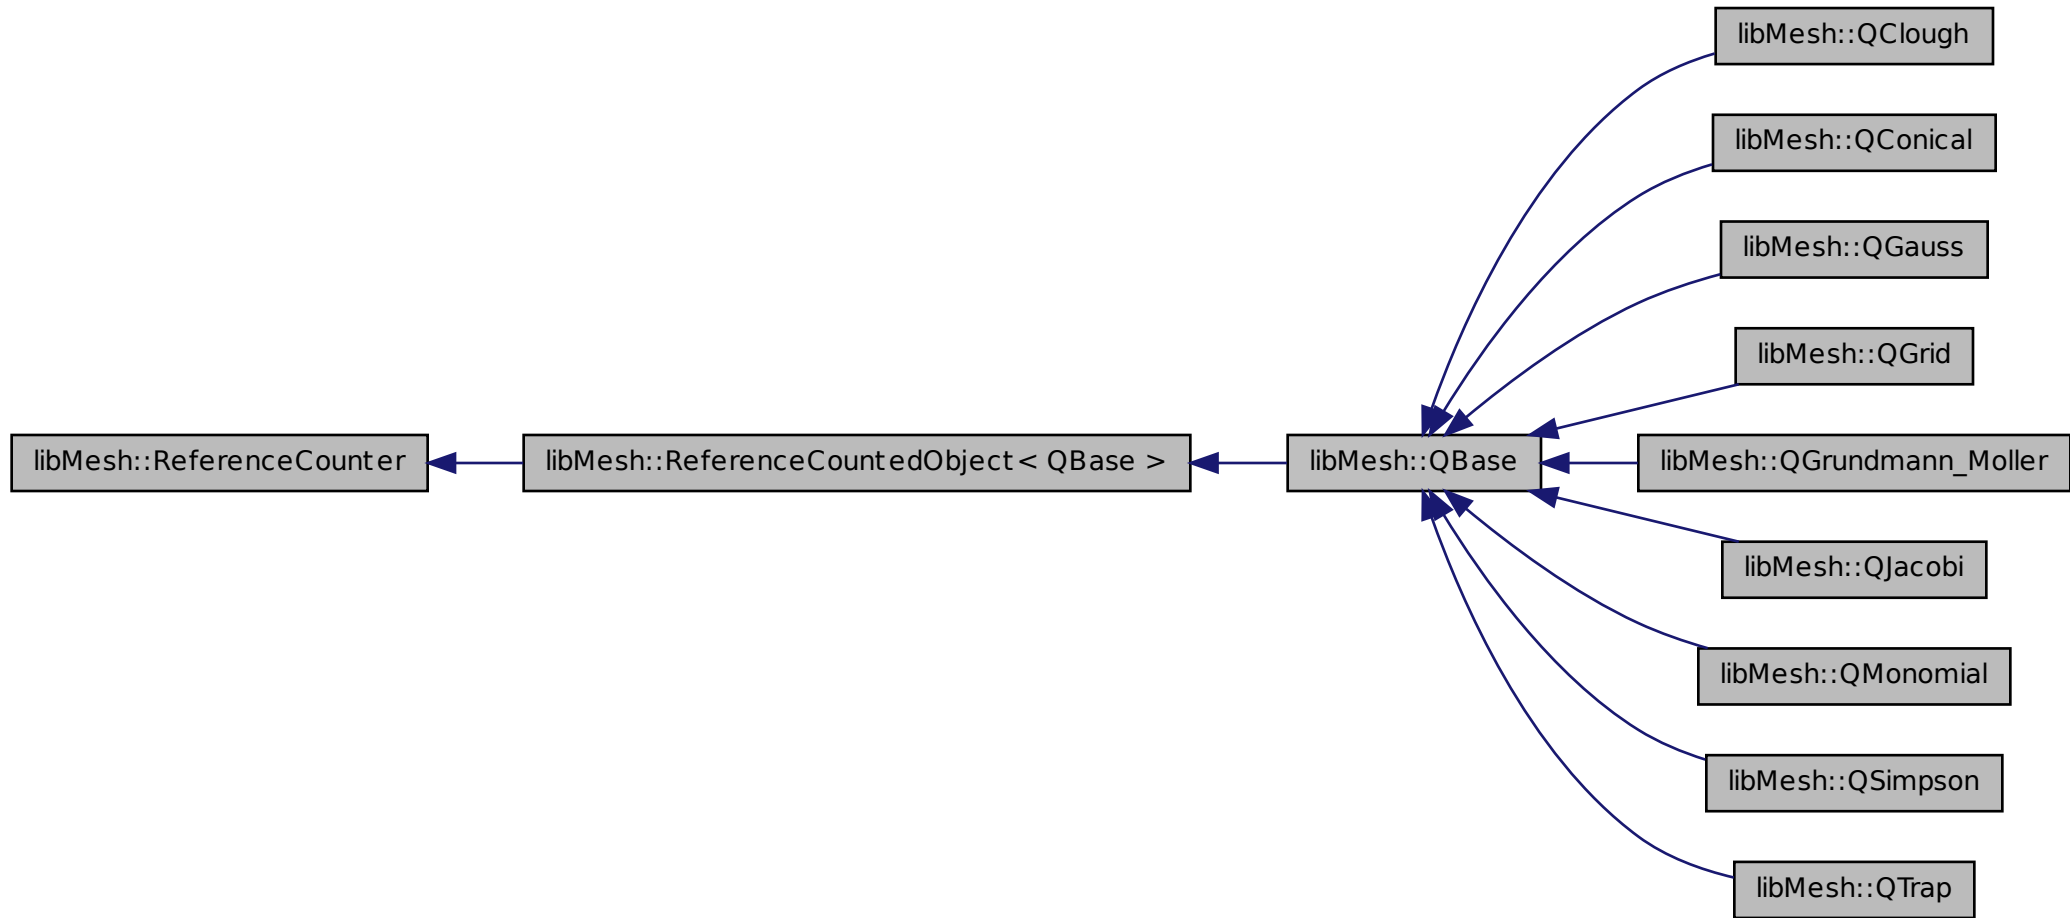 libMesh::QClough
libMesh::QConical
libMesh::QGauss
libMesh::QGrid
libMesh::ReferenceCounter
libMesh::ReferenceCountedObject< QBase >
libMesh::QBase
libMesh::QGrundmann_Moller
libMesh::QJacobi
libMesh::QMonomial
libMesh::QSimpson
libMesh::QTrap